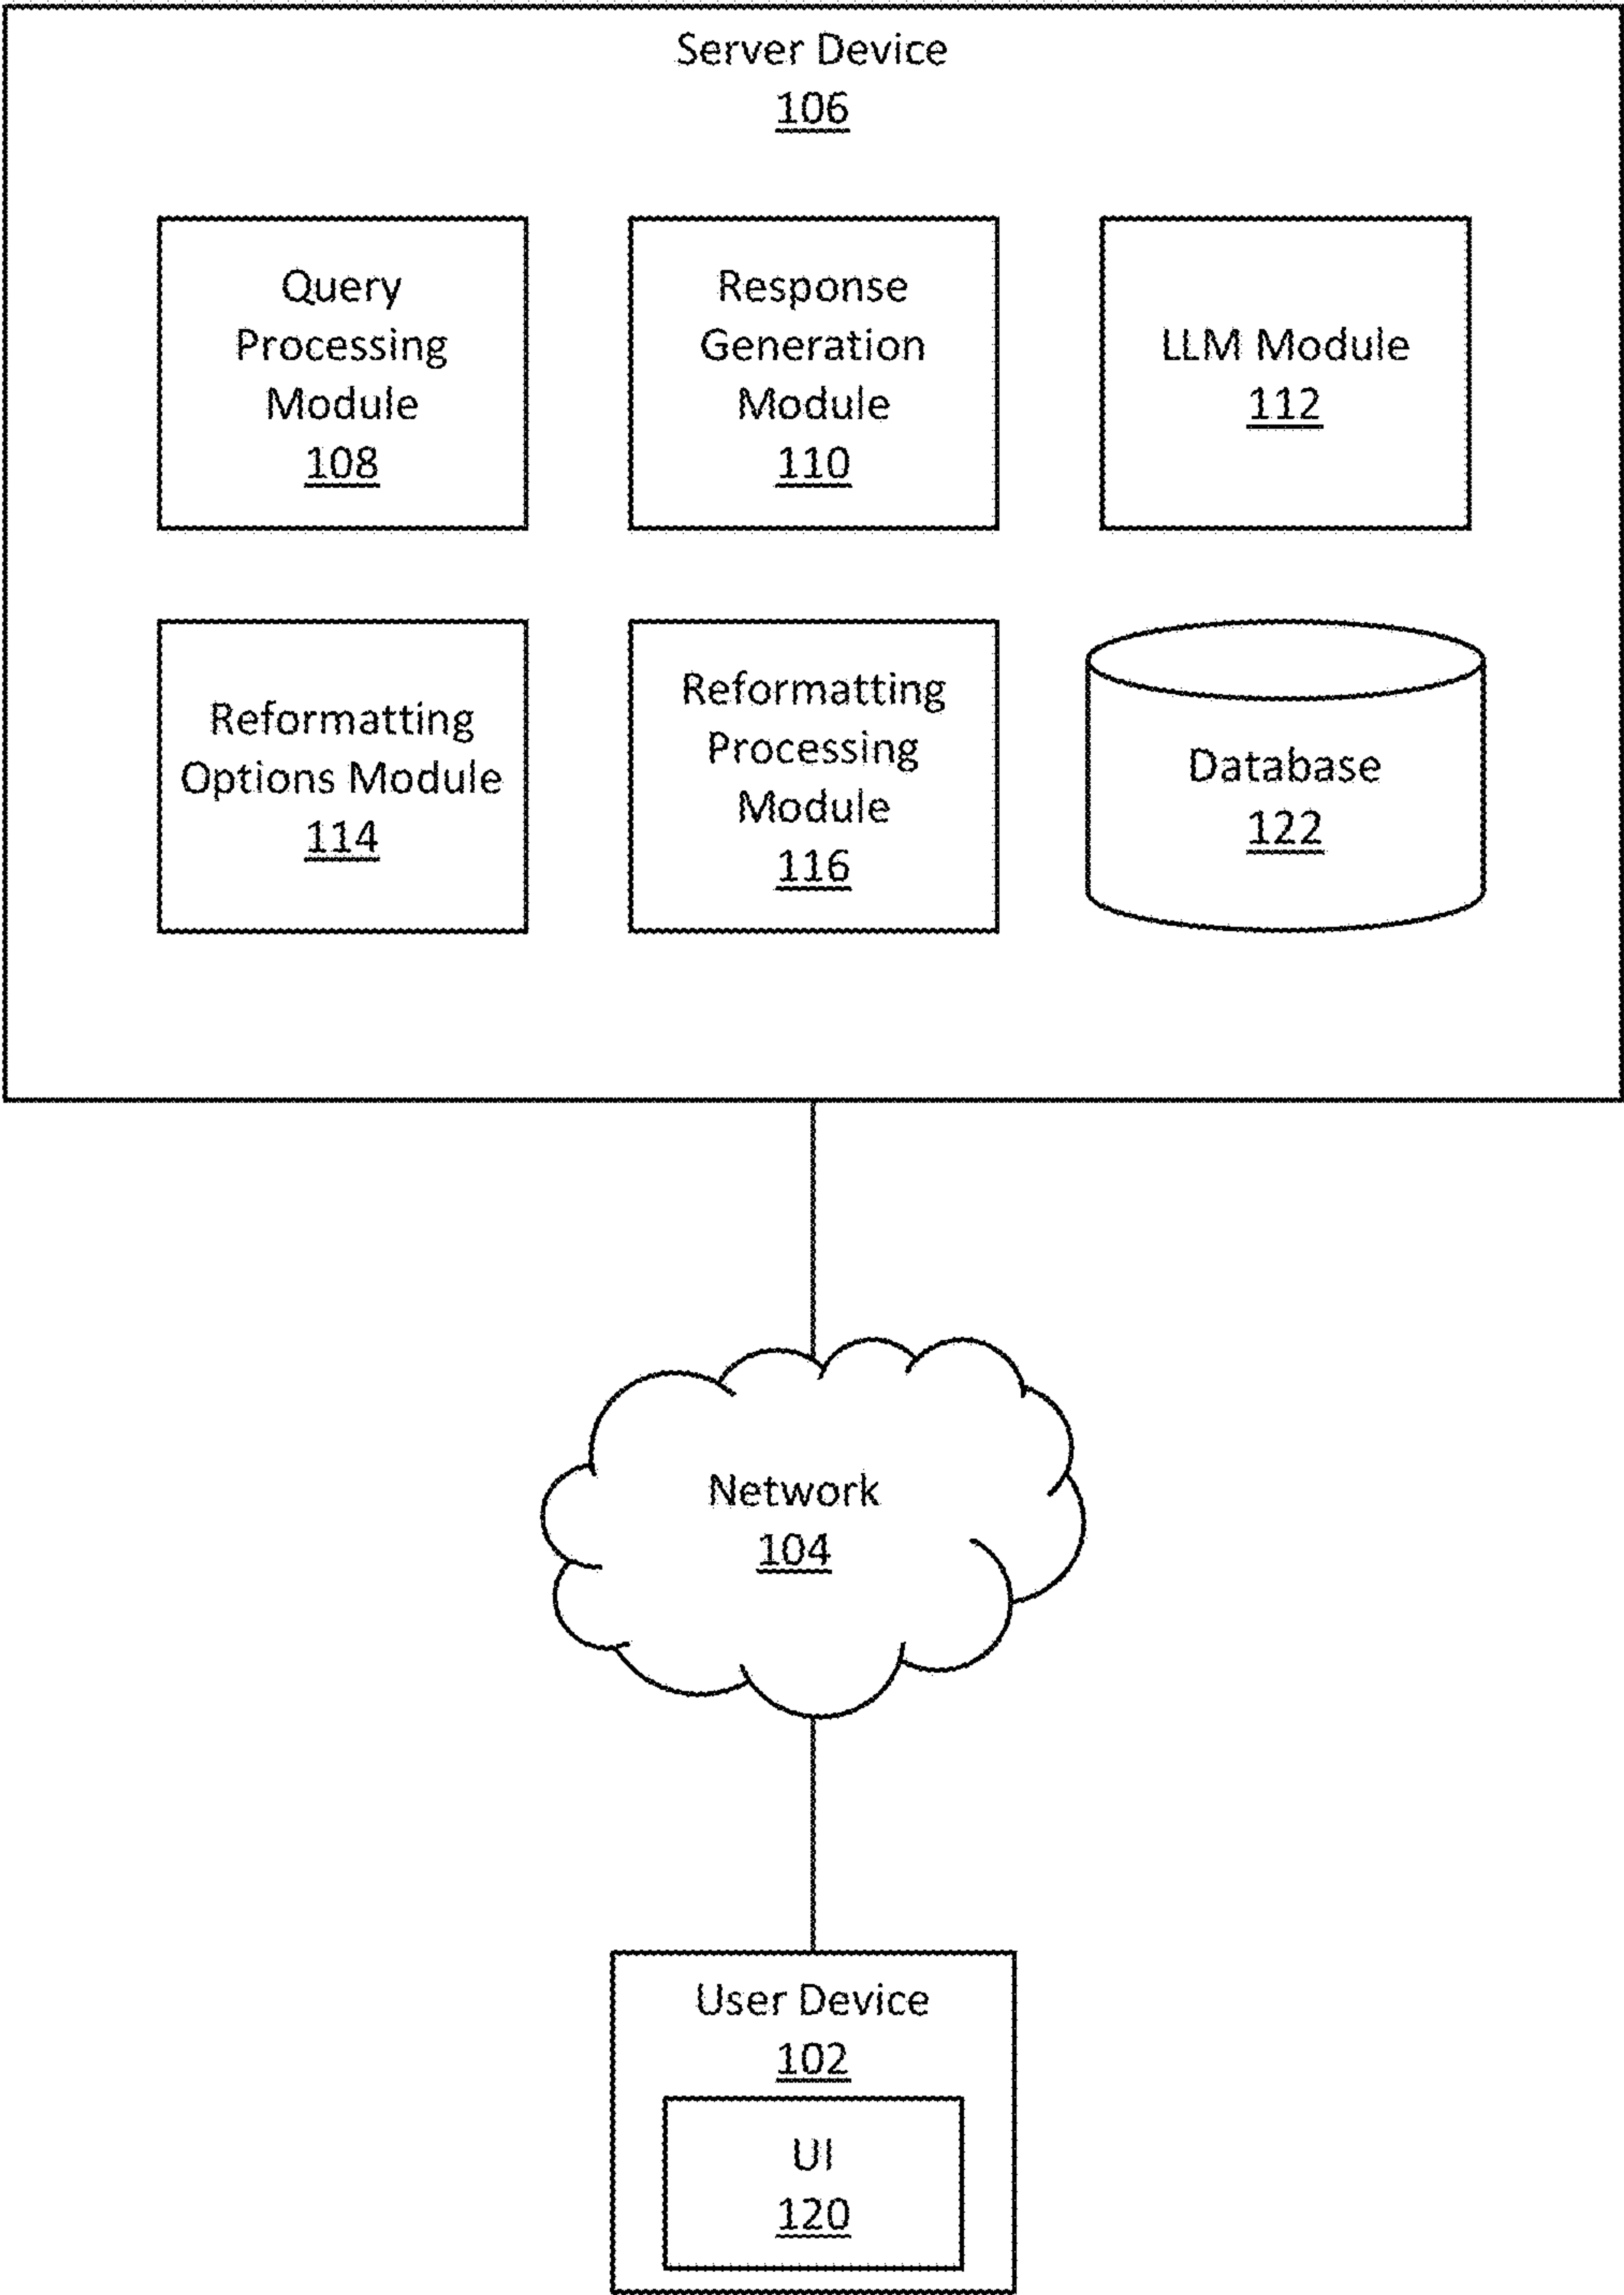 Server Device
106
Query
Processing
Module
108
Response
Generation
Module
110
LLM Module
112
Reformatting
Options Module
114
Reformatting
Processing
Module
116
Database
122
Network
104
User Device
102
UI
120